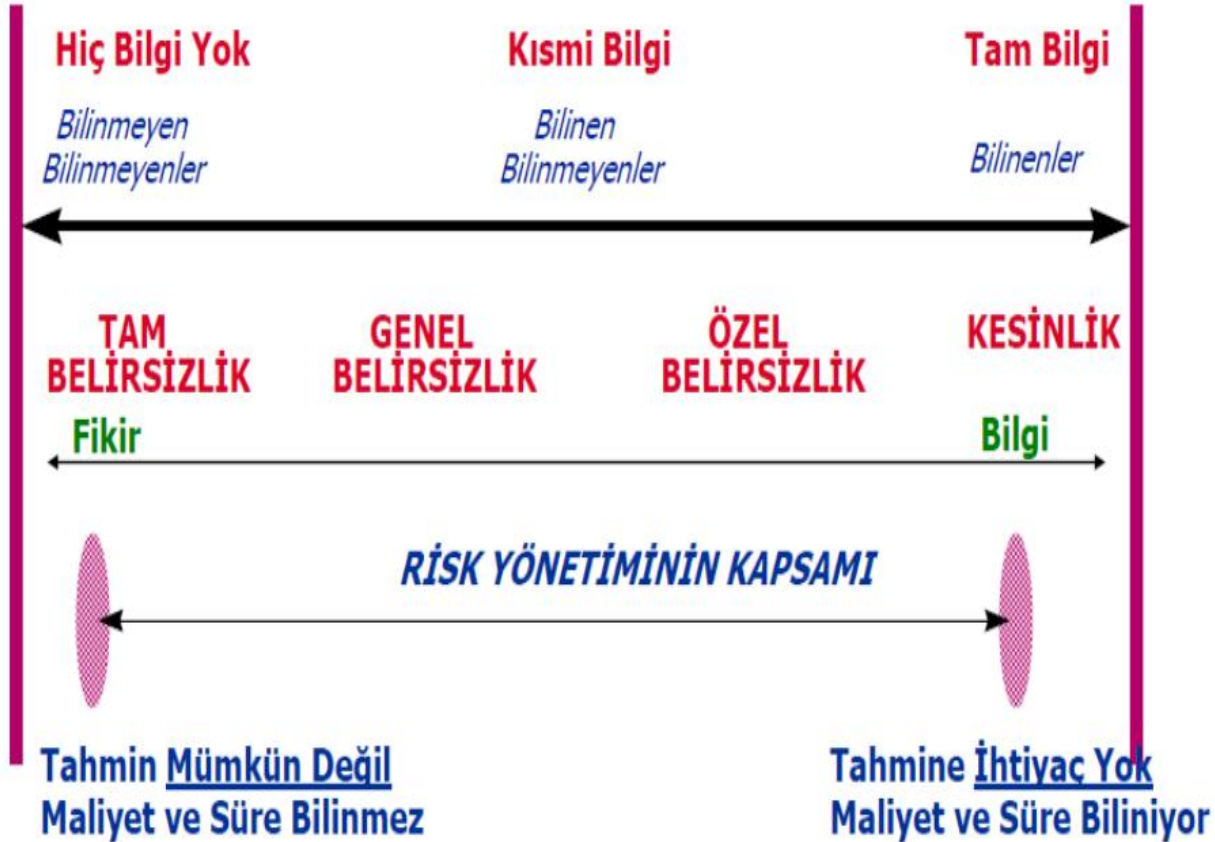 Hiç Bilgi Yok
Kısmi Bilgi
Tam Bilgi
Bilinmeyen
Bilinmeyenler
Bilinen
Bilinmeyenler
Bilinenler
TAM
BELİRSİZLİK
GENEL
BELİRSİZLİK
ÖZEL
BELİRSİZLİK
KESİNLİK
Fikir
Bilgi
RİSK YÖNETİMİNİN KAPSAMI
Tahmin Mümkün Değil
Maliyet ve Süre Bilinmez
Tahmine İhtiyaç Yok
Maliyet ve Süre Biliniyor